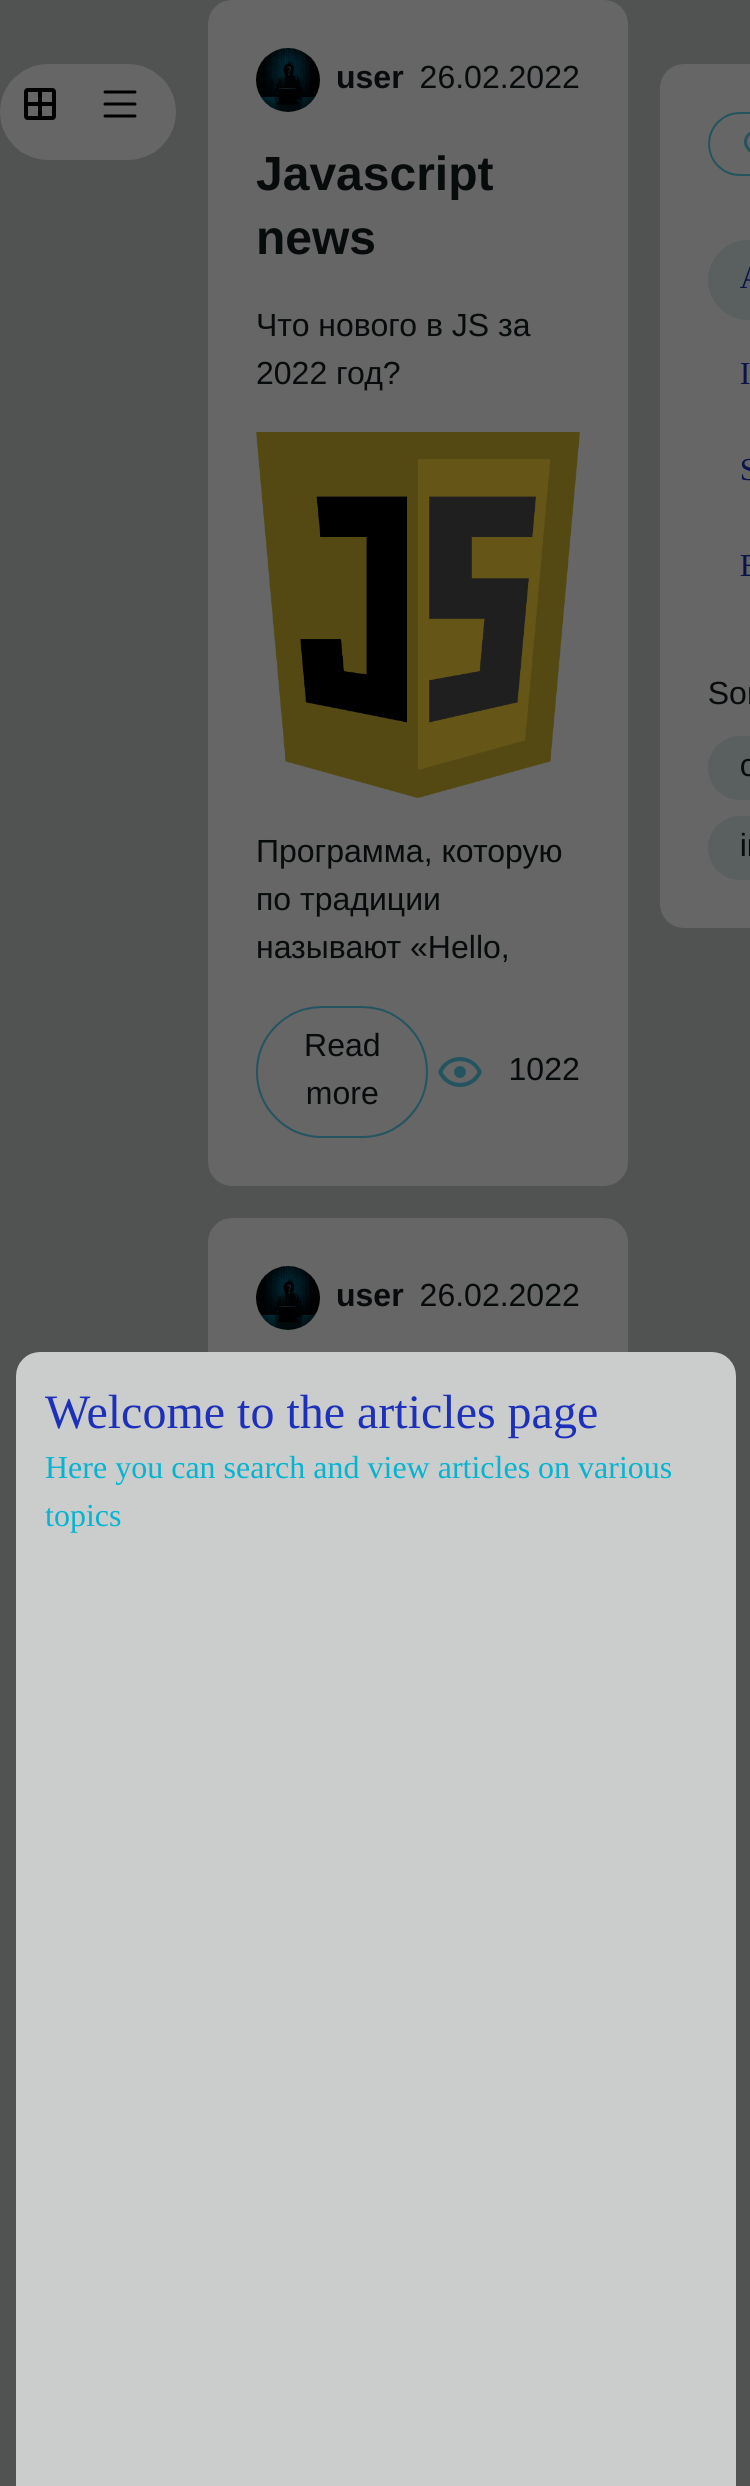 user 26.02.2022
Javascript
news
Что нового в JS за
2022 год?
JS
Программа, которую
по традиции
называют «Hello,
Read
more
1022
user 26.02.2022
Welcome to the articles page
Here you can search and view articles on various
topics